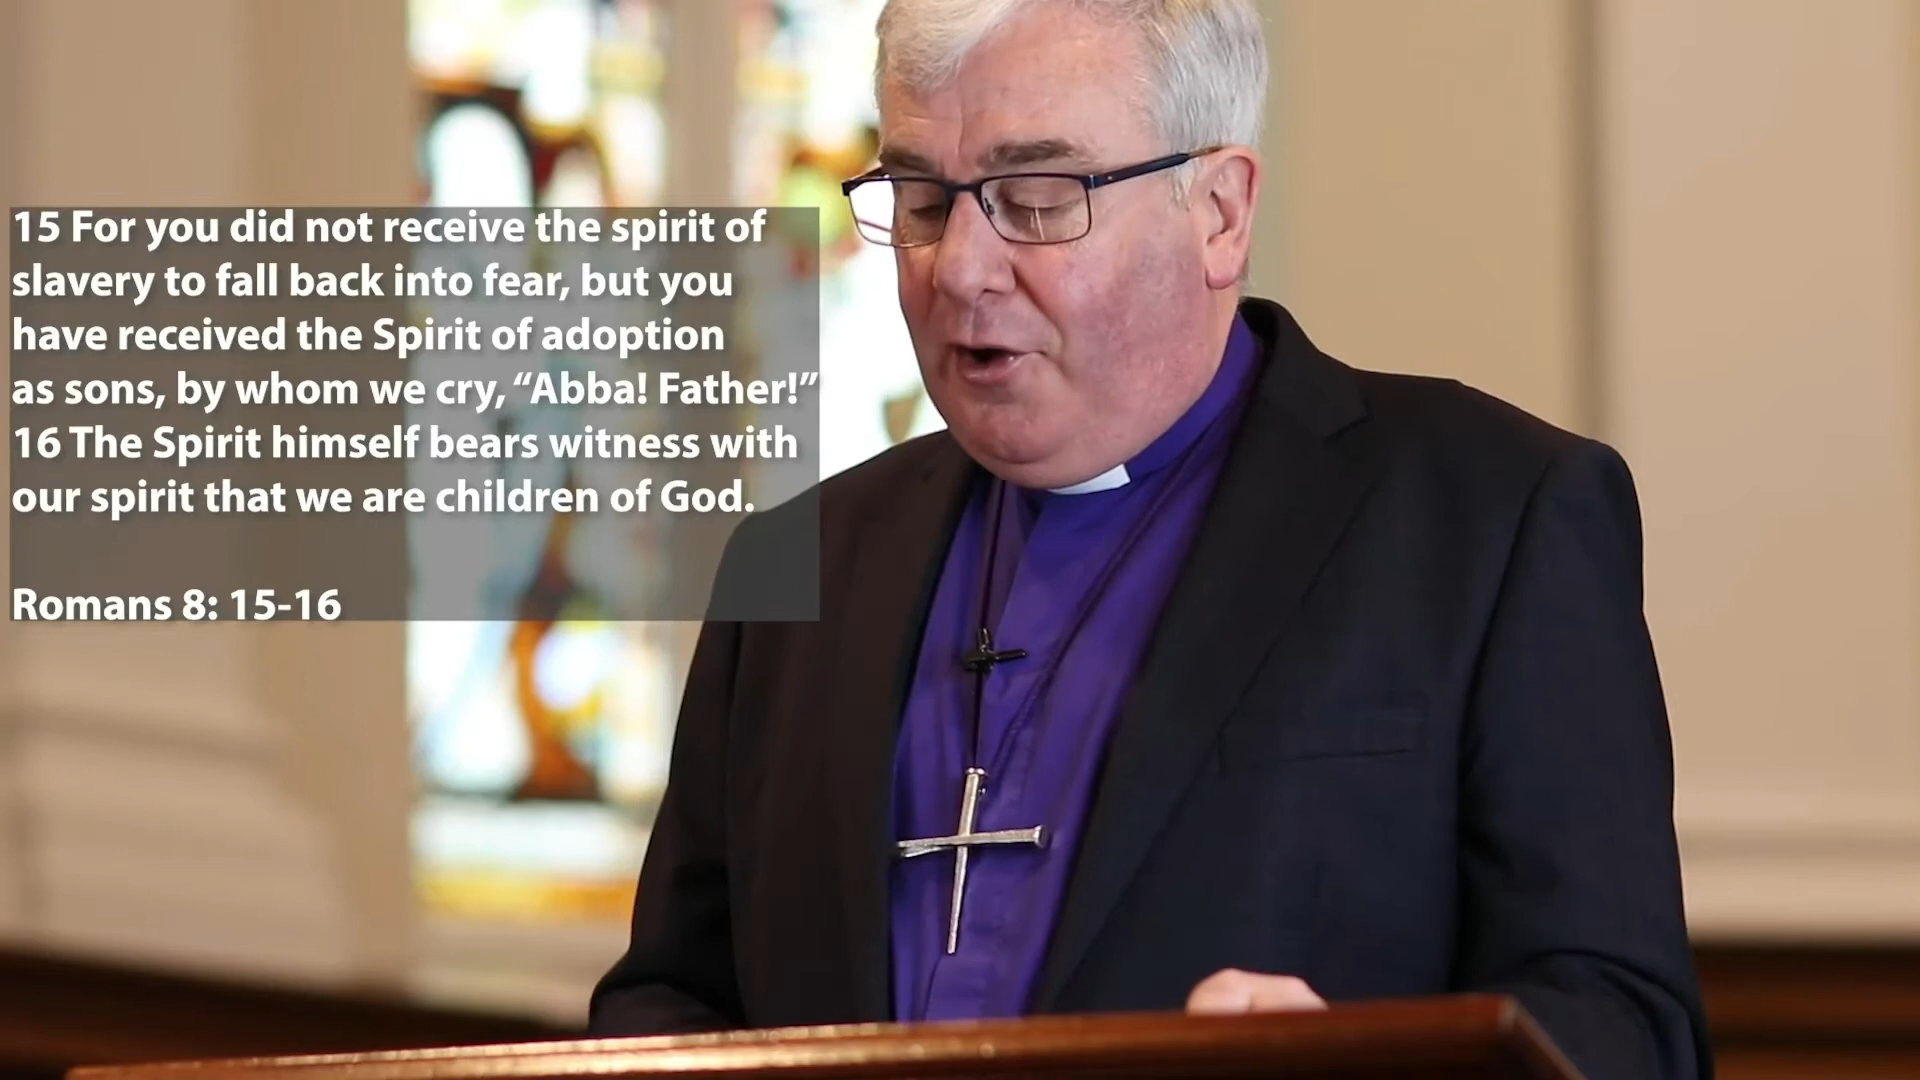 15 For you did not receive the spirit of
slavery to fall back into fear, but you
have received the Spirit of adoption
as sons, by whom we cry, “Abba! Father!”
16 The Spirit himself bears witness with
our spirit that we are children of God.
Romans 8: 15-16